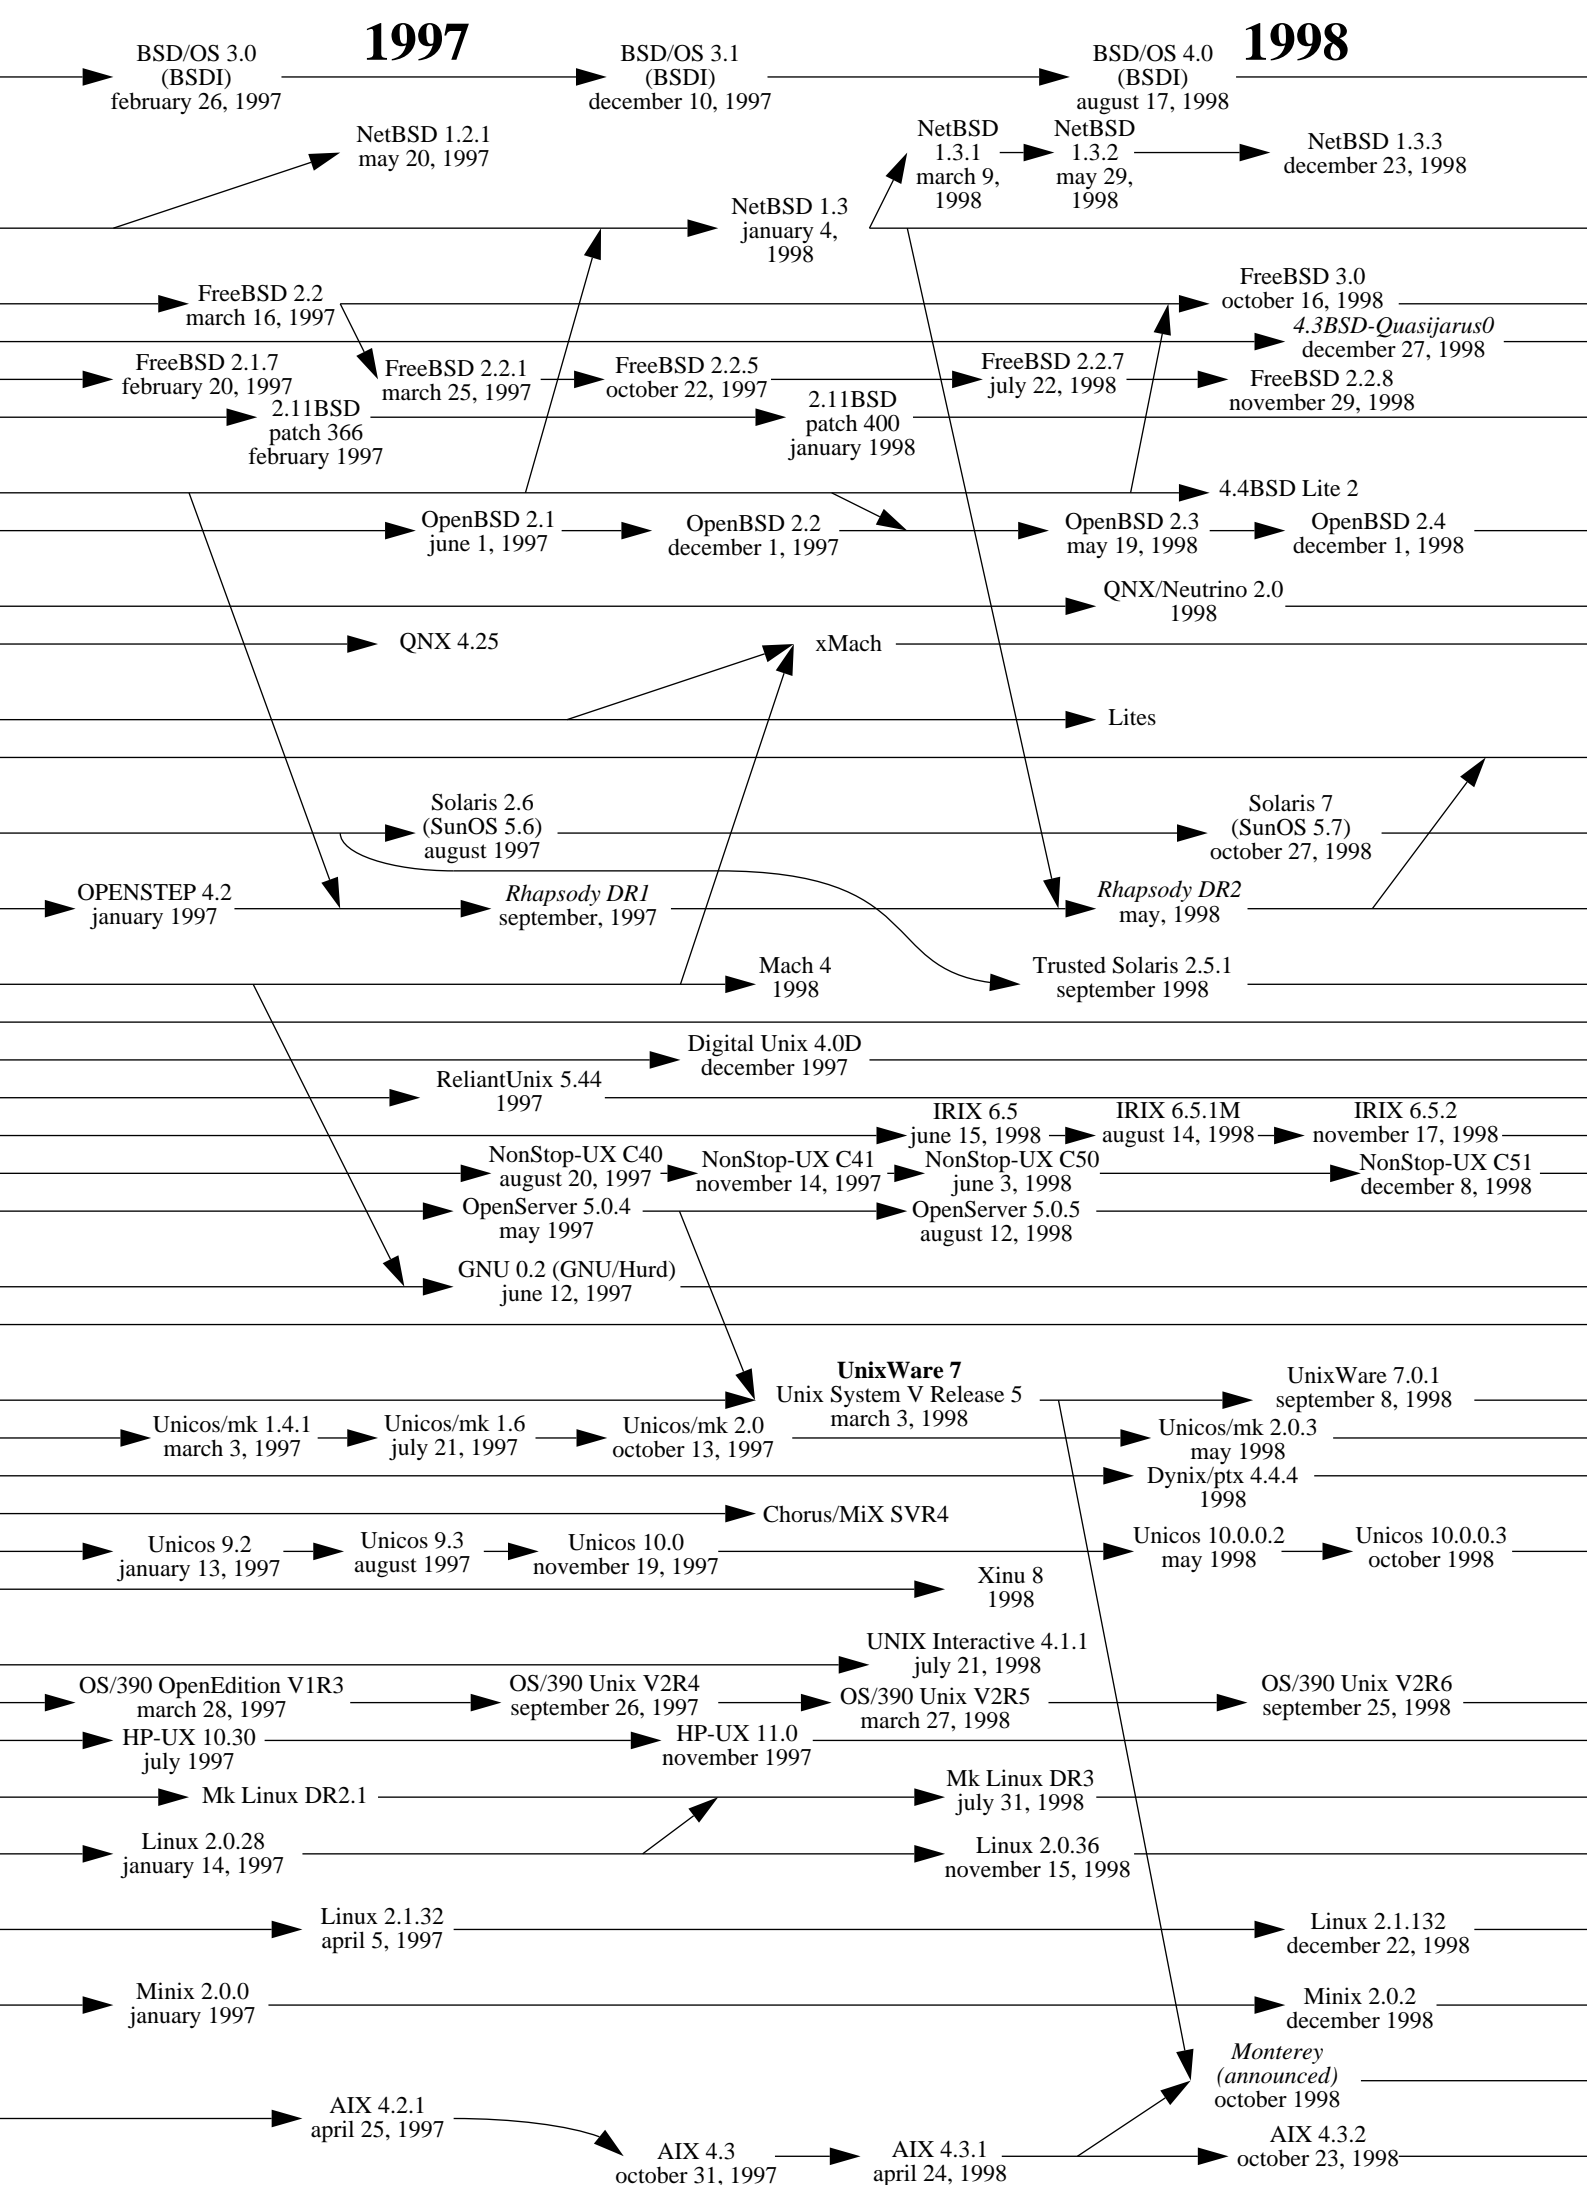 1997
1998
BSD/OS 3.0
(BSDI)
february 26, 1997
BSD/OS 3.1
(BSDI)
december 10, 1997
BSD/OS 4.0
(BSDI)
august 17, 1998
NetBSD 1.2.1
may 20, 1997
NetBSD
1.3.1
march 9,
1998
NetBSD
1.3.2
may 29,
1998
NetBSD 1.3.3
december 23, 1998
NetBSD 1.3
january 4,
1998
FreeBSD 2.2
march 16, 1997
FreeBSD 3.0
october 16, 1998
4.3BSD-Quasijarus0
december 27, 1998
FreeBSD 2.1.7
february 20, 1997
FreeBSD 2.2.1
march 25, 1997
FreeBSD 2.2.5
october 22, 1997
FreeBSD 2.2.7
july 22, 1998
FreeBSD 2.2.8
november 29, 1998
2.11BSD
patch 366
february 1997
2.11BSD
patch 400
january 1998
4.4BSD Lite 2
OpenBSD 2.1
june 1, 1997
OpenBSD 2.2
december 1, 1997
OpenBSD 2.3
may 19, 1998
OpenBSD 2.4
december 1, 1998
QNX/Neutrino 2.0
1998
QNX 4.25
xMach
Lites
Solaris 2.6
(SunOS 5.6)
august 1997
Solaris 7
(SunOS 5.7)
october 27, 1998
OPENSTEP 4.2
january 1997
Rhapsody DR1
september, 1997
Rhapsody DR2
may, 1998
Mach 4
1998
Trusted Solaris 2.5.1
september 1998
Digital Unix 4.0D
december 1997
ReliantUnix 5.44
1997
IRIX 6.5
june 15, 1998
IRIX 6.5.1M
august 14, 1998
IRIX 6.5.2
november 17, 1998
NonStop-UX C40
august 20, 1997
NonStop-UX C41
november 14, 1997
NonStop-UX C50
june 3, 1998
NonStop-UX C51
december 8, 1998
OpenServer 5.0.4
may 1997
OpenServer 5.0.5
august 12, 1998
GNU 0.2 (GNU/Hurd)
june 12, 1997
UnixWare 7
Unix System V Release 5
march 3, 1998
UnixWare 7.0.1
september 8, 1998
Unicos/mk 1.4.1
march 3, 1997
Unicos/mk 1.6
july 21, 1997
Unicos/mk 2.0
october 13, 1997
Unicos/mk 2.0.3
may 1998
Dynix/ptx 4.4.4
1998
Chorus/MiX SVR4
Unicos 9.2
january 13, 1997
Unicos 9.3
august 1997
Unicos 10.0
november 19, 1997
Unicos 10.0.0.2
may 1998
Unicos 10.0.0.3
october 1998
Xinu 8
1998
UNIX Interactive 4.1.1
july 21, 1998
OS/390 OpenEdition V1R3
march 28, 1997
OS/390 Unix V2R4
september 26, 1997
OS/390 Unix V2R5
march 27, 1998
OS/390 Unix V2R6
september 25, 1998
HP-UX 10.30
july 1997
HP-UX 11.0
november 1997
Mk Linux DR2.1
Mk Linux DR3
july 31, 1998
Linux 2.0.28
january 14, 1997
Linux 2.0.36
november 15, 1998
Linux 2.1.32
april 5, 1997
Linux 2.1.132
december 22, 1998
Minix 2.0.0
january 1997
Minix 2.0.2
december 1998
Monterey
(announced)
october 1998
AIX 4.2.1
april 25, 1997
AIX 4.3
october 31, 1997
AIX 4.3.1
april 24, 1998
AIX 4.3.2
october 23, 1998